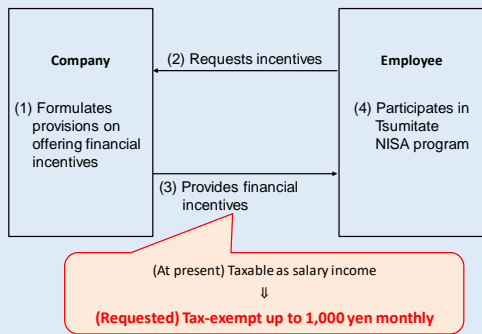 Company
(1) Formulates
provisions on
offering financial
incentives
(2) Requests incentives
(3) Provides financial
incentives
Employee
(4) Participates in
Tsumitate
NISA program
(At present) Taxable as salary income
⇓
(Requested) Tax-exempt up to 1,000 yen monthly